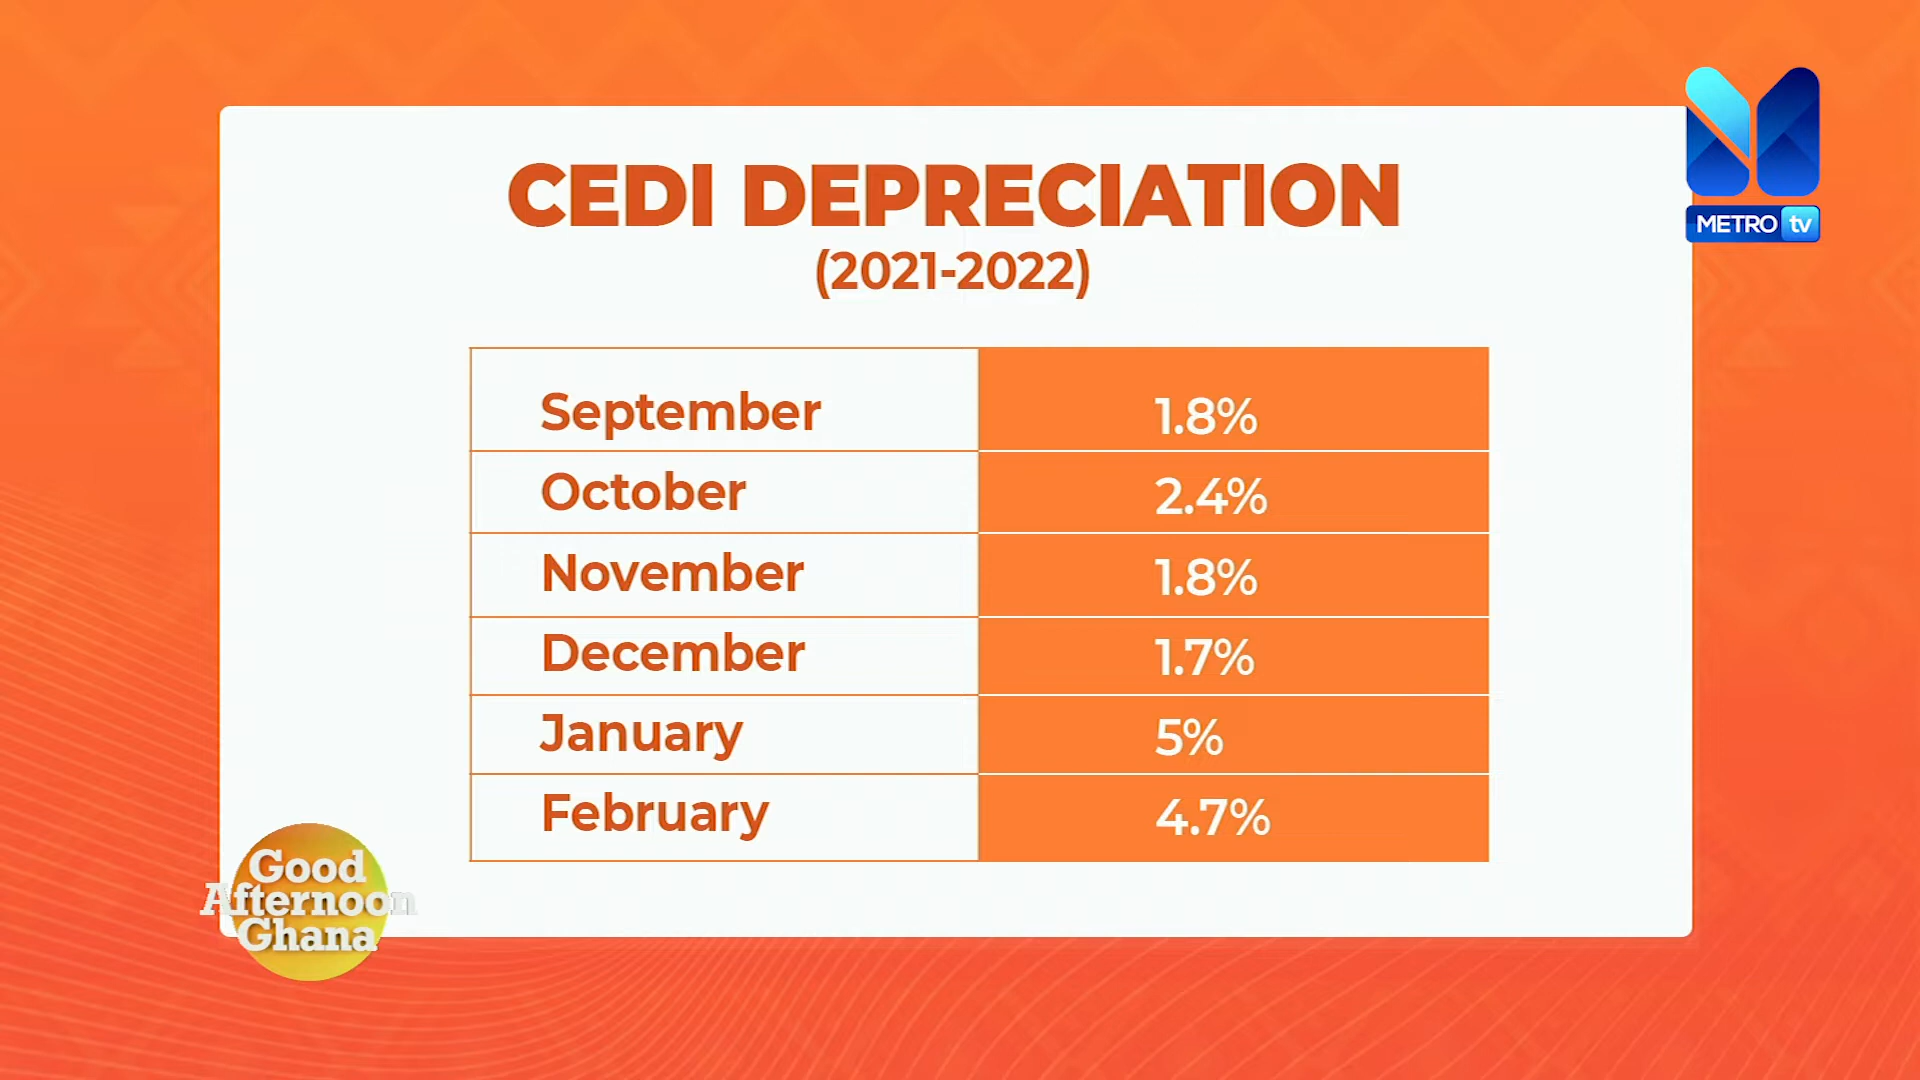 CEDI DEPRECIATION
(2021-2022)
September 1.8%
October 2.4%
November 1.8%
December 1.7%
January 5%
February 4.7%
METRO tv
Good
Afternoon
Ghana